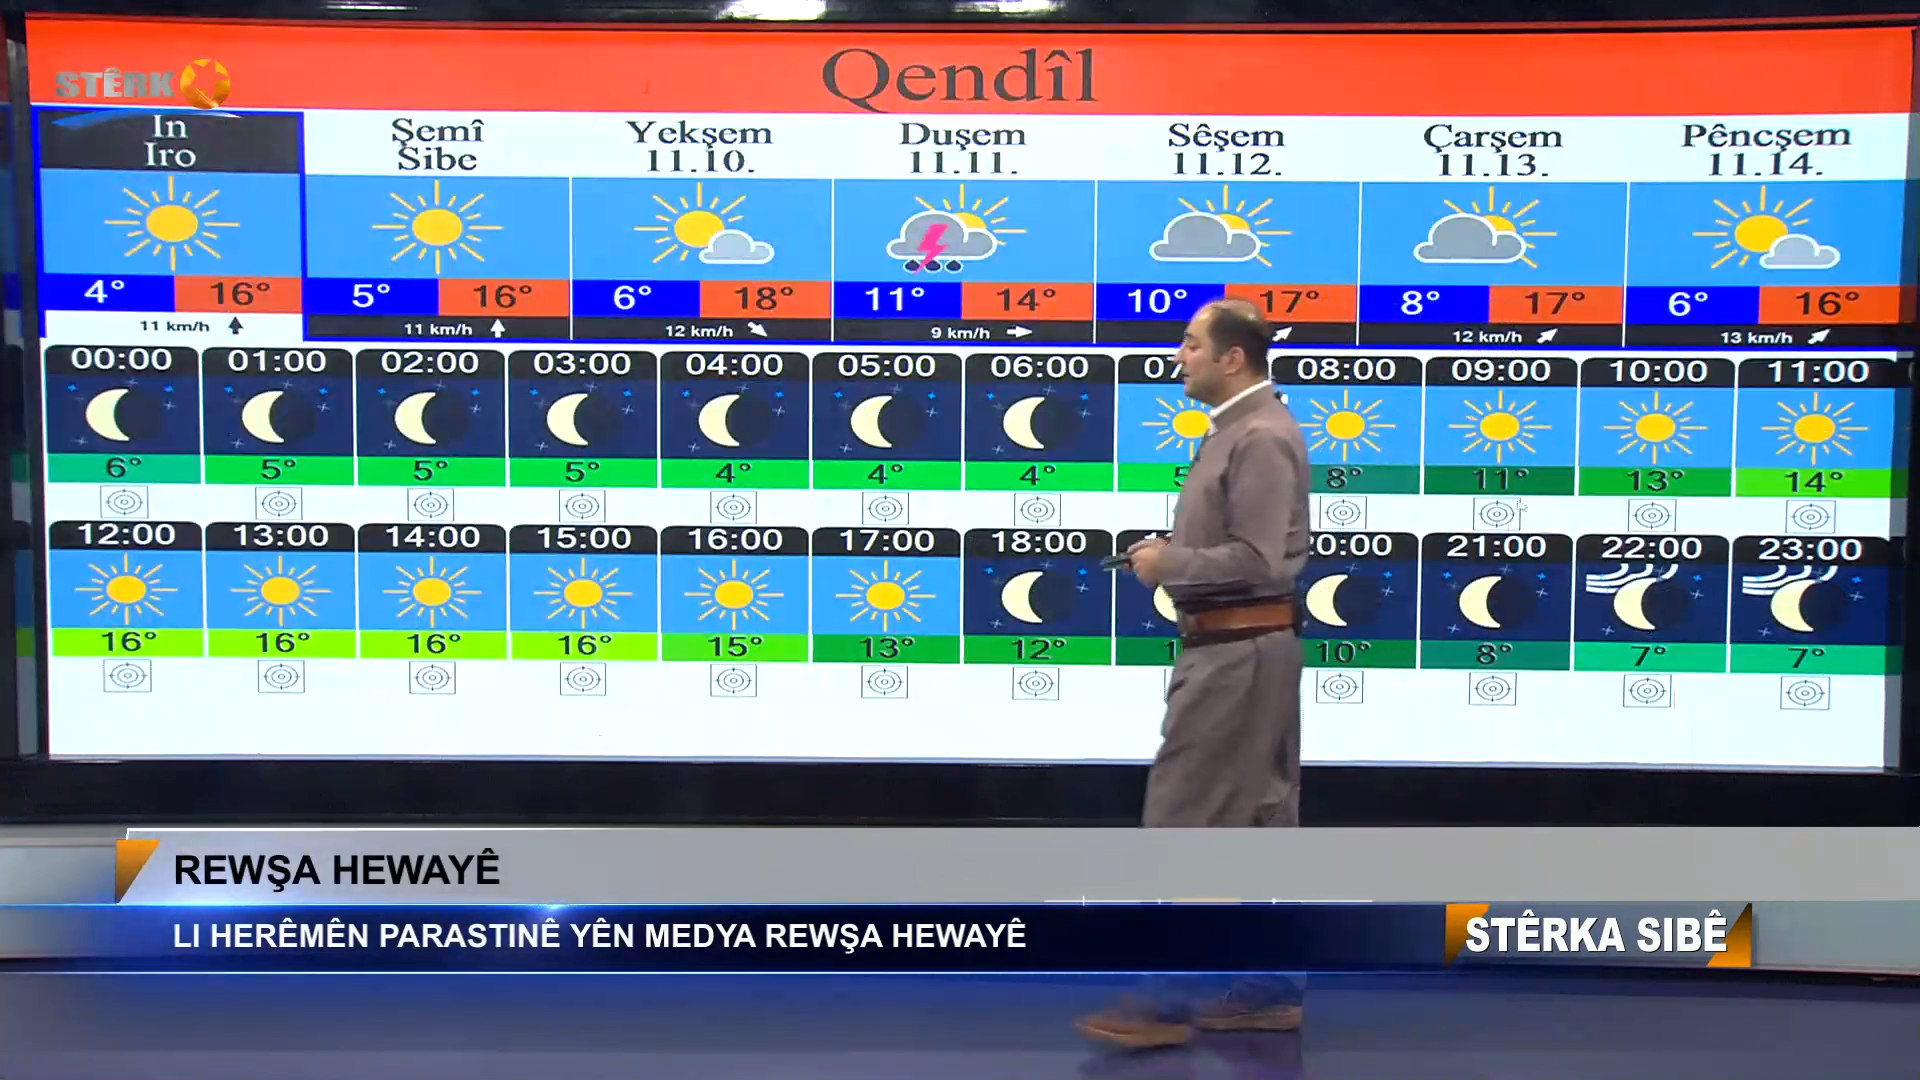 Qendîl
STÊRK
In
Iro
Şemî
Sibe
Yekşem
11.10.
Duşem
11.11.
Sêşem
11.12.
Çarşem
11.13.
Pêncşem
11.14.
4° 16°
5° 16°
6° 18°
11° 14°
10° 17°
8° 17°
6° 16°
11 km/h
11 km/h
12 km/h
9 km/h
12 km/h
13 km/h
00:00 01:00 02:00 03:00 04:00 05:00 06:00 07 08:00 09:00 10:00 11:00
6° 5° 5° 5° 4° 4° 4° 5 8° 11° 13° 14°
12:00 13:00 14:00 15:00 16:00 17:00 18:00 20:00 21:00 22:00 23:00
16° 16° 16° 16° 15° 13° 12° 10° 8° 7° 7°
REWŞA HEWAYÊ
LI HERÊMÊN PARASTINÊ YÊN MEDYA REWŞA HEWAYÊ
STÊRKA SIBÊ